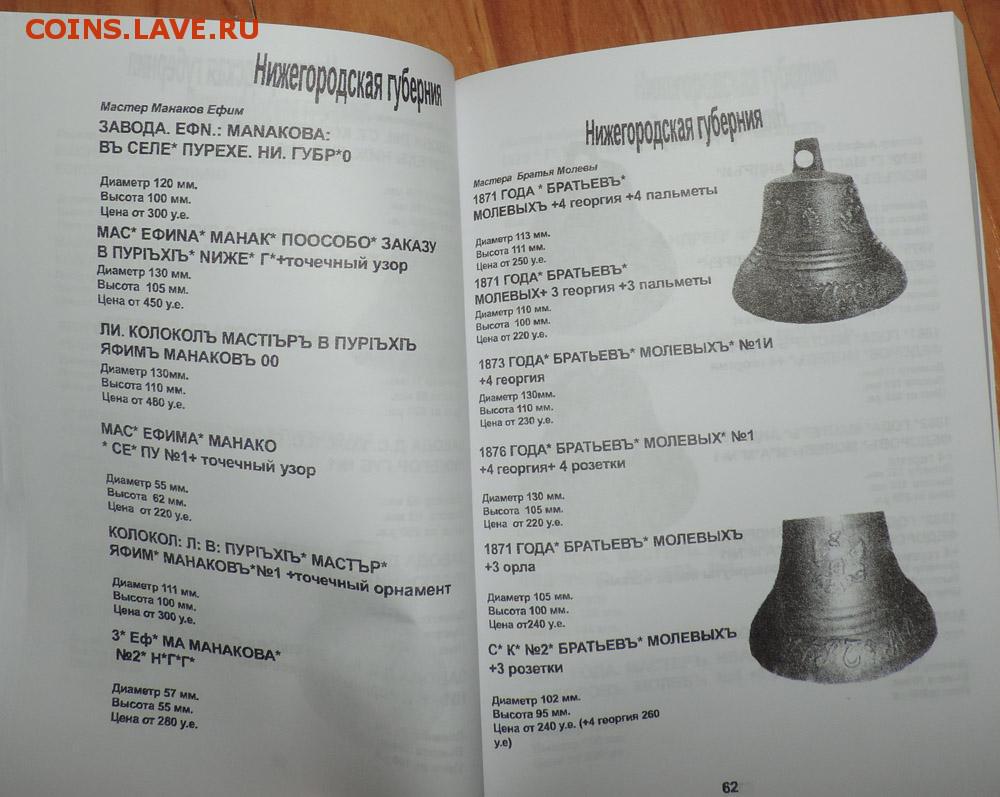 COINS.LAVE.RU
Нижегородская губерния
Мастер Манаков Ефим
ЗАВОДА. ЕФN.: МАNАКОВА:
ВЪ СЕЛЕ* ПУРЕХЕ. НИ. ГУБР*0
Диаметр 120 мм.
Высота 100 мм.
Цена от 300 у.е.
МАС* ЕФИNА* МАНАК* ПООСОБО* ЗАКАЗУ
В ПУРIЪХIЪ* NИЖЕ* Г*+точечный узор
Диаметр 130 мм.
Высота 105 мм.
Цена от 450 у.е.
ЛИ. КОЛОКОЛЪ МАСТIЪРЪ В ПУРIЪХIЪ
ЯФИМЪ МАНАКОВЪ 00
Диаметр 130мм.
Высота 110 мм.
Цена от 480 у.е.
МАС* ЕФИМА* МАНАКО
* СЕ* ПУ №1+ точечный узор
Диаметр 55 мм.
Высота 62 мм.
Цена от 220 у.е.
КОЛОКОЛ: Л: В: ПУРIЪХIЪ* МАСТЪР*
ЯФИМ* МАНАКОВЪ*№1 +точечный орнамент
Диаметр 111 мм.
Высота 100 мм.
Цена от 300 у.е.
З* Еф* МА МАНАКОВА*
№2* Н*Г*Г*
Диаметр 57 мм.
Высота 55 мм.
Цена от 280 у.е.
Нижегородская губерния
Мастера Братья Молевы
1871 ГОДА * БРАТЬЕВЪ*
МОЛЕВЫХЪ +4 георгия +4 пальметы
Диаметр 113 мм.
Высота 111 мм.
Цена от 250 у.е.
1871 ГОДА* БРАТЬЕВЪ*
МОЛЕВЫХ+ 3 георгия +3 пальметы
Диаметр 110 мм.
Высота 100 мм.
Цена от 220 у.е.
1873 ГОДА* БРАТЬЕВЪ* МОЛЕВЫХЪ* №1И
+4 георгия
Диаметр 130мм.
Высота 110 мм.
Цена от 230 у.е.
1876 ГОДА* БРАТЬЕВЪ* МОЛЕВЫХ* №1
+4 георгия+ 4 розетки
Диаметр 130 мм.
Высота 105 мм.
Цена от 220 у.е.
1871 ГОДА* БРАТЬЕВЪ* МОЛЕВЫХЪ
+3 орла
Диаметр 105 мм.
Высота 100 мм.
Цена от240 у.е.
С* К* №2* БРАТЬЕВЪ* МОЛЕВЫХЪ
+3 розетки
Диаметр 102 мм.
Высота 95 мм.
Цена от 240 у.е. (+4 георгия 260
у.е)
62